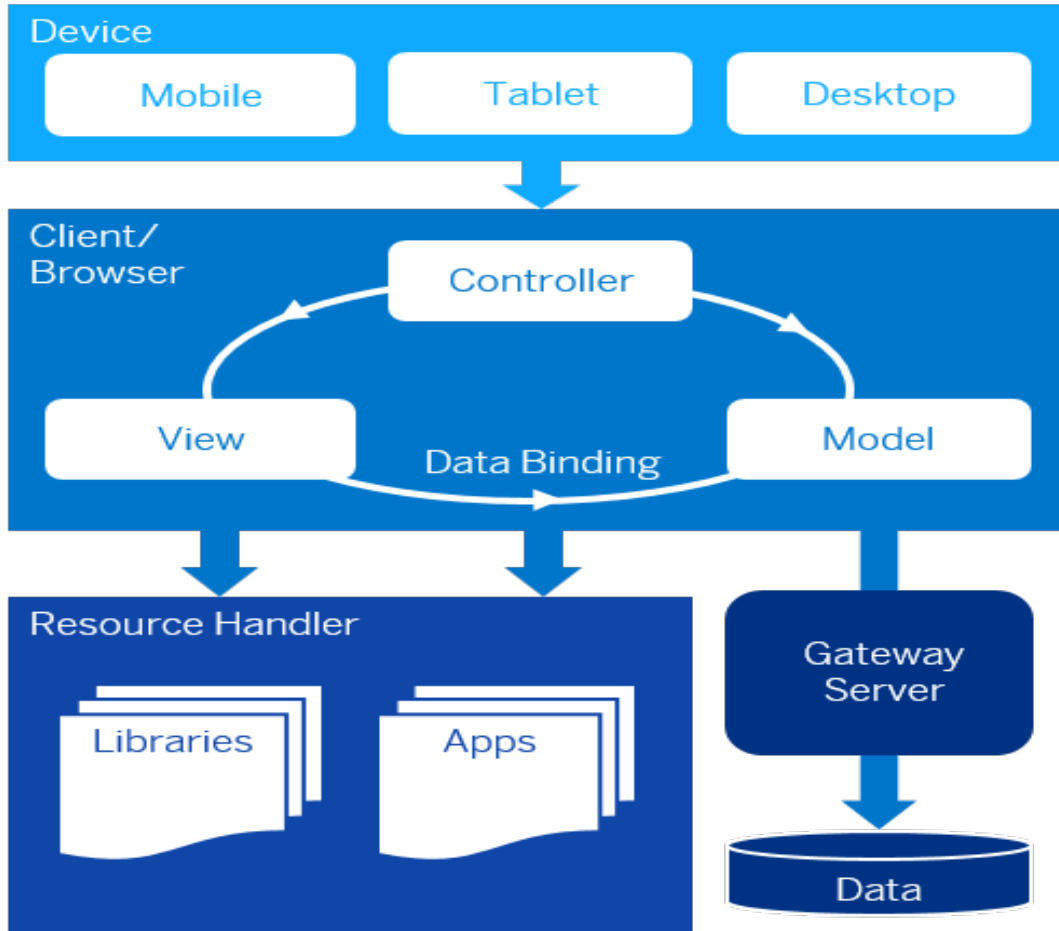 Device
Mobile
Tablet
Desktop
Client/
Browser
Controller
View
Data Binding
Model
Resource Handler
Libraries
Apps
Gateway
Server
Data